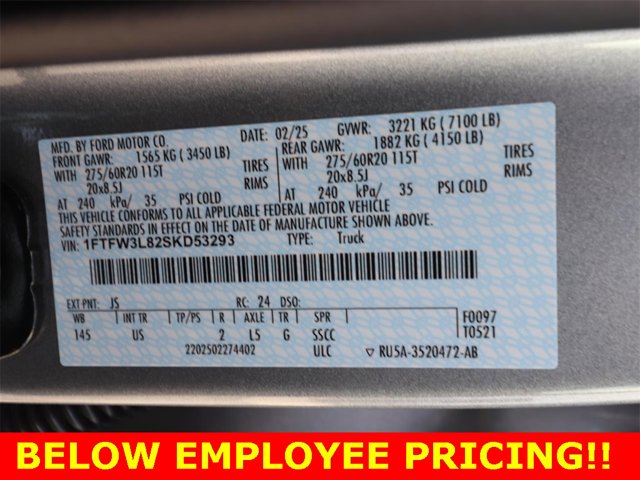 MFD. BY FORD MOTOR CO. 02/25 GVWR: 3221 KG ( 7100 LB)
FRONT GAWR: 1565 KG ( 3450 LB) REAR GAWR: 1882 KG ( 4150 LB)
WITH 275/60R20 115T TIRES WITH 275/60R20 115T TIRES
20x8.5J RIMS 20x8.5J RIMS
AT 240 kPa/ 35 PSI COLD AT 240 kPa/ 35 PSI COLD
THIS VEHICLE CONFORMS TO ALL APPLICABLE FEDERAL MOTOR VEHICLE
SAFETY STANDARDS IN EFFECT ON THE DATE OF MANUFACTURE SHOWN ABOVE.
VIN: 1FTFW3L82SKD53293 TYPE: Truck
EXT·PNT: JS RC: 24 DSO: F0097
WB INT TR TP/PS R AXLE TR SPR T0521
145 US 2 L5 G SSCC
2202502274402 ULC ▽ RU5A-3520472-AB
BELOW EMPLOYEE PRICING!!